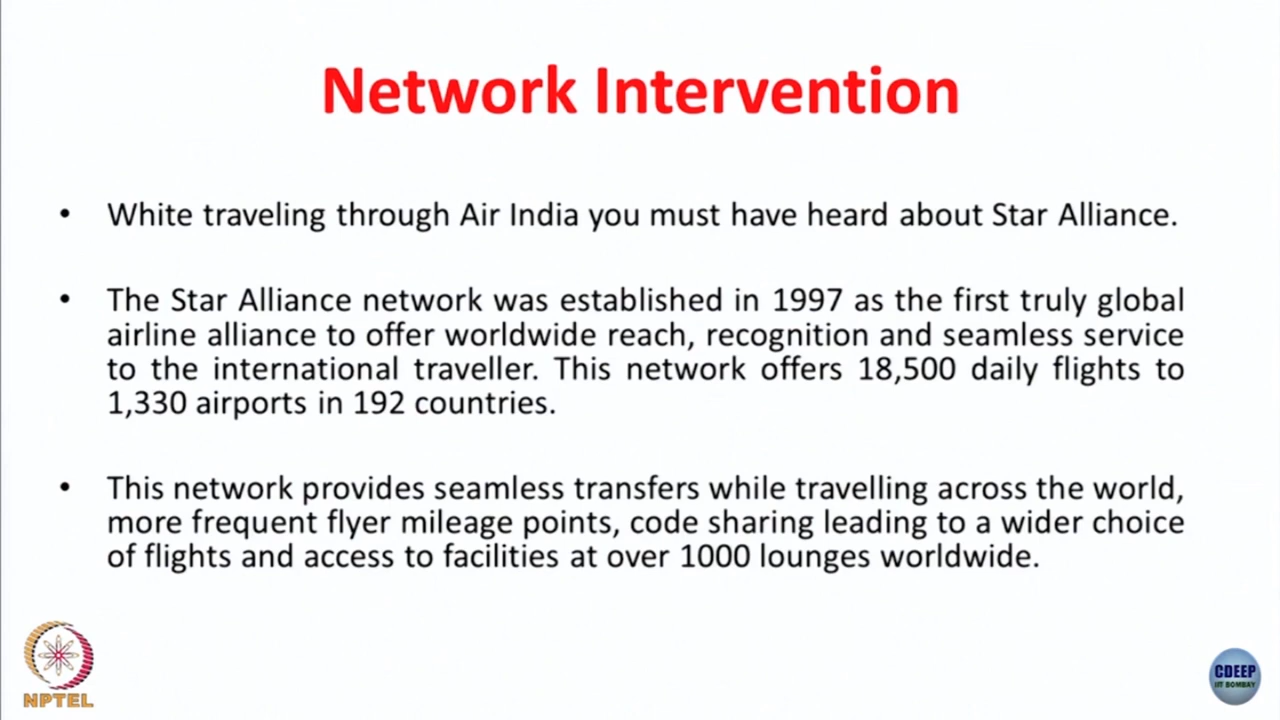 Network Intervention
• White traveling through Air India you must have heard about Star Alliance.
• The Star Alliance network was established in 1997 as the first truly global
airline alliance to offer worldwide reach, recognition and seamless service
to the international traveller. This network offers 18,500 daily flights to
1,330 airports in 192 countries.
• This network provides seamless transfers while travelling across the world,
more frequent flyer mileage points, code sharing leading to a wider choice
of flights and access to facilities at over 1000 lounges worldwide.
NPTEL
CDEEP
IIT BOMBAY